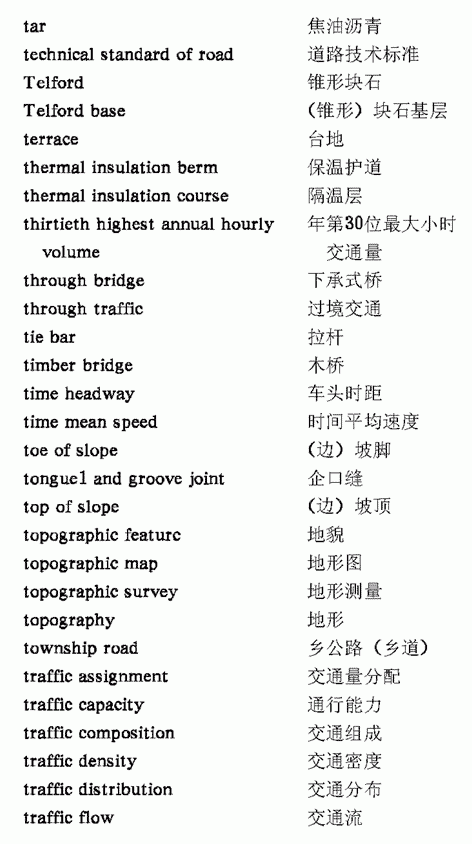 tar 焦油沥青
technical standard of road 道路技术标准
Telford 锥形块石
Telford base (锥形) 块石基层
terrace 台地
thermal insulation berm 保温护道
thermal insulation course 隔温层
thirtieth highest annual hourly 年第30位最大小时
volume 交通量
through bridge 下承式桥
through traffic 过境交通
tie bar 拉杆
timber bridge 木桥
time headway 车头时距
time mean speed 时间平均速度
toe of slope (边) 坡脚
tongue1 and groove joint 企口缝
top of slope (边) 坡顶
topographic feature 地貌
topographic map 地形图
topographic survey 地形测量
topography 地形
township road 乡公路 (乡道)
traffic assignment 交通量分配
traffic capacity 通行能力
traffic composition 交通组成
traffic density 交通密度
traffic distribution 交通分布
traffic flow 交通流